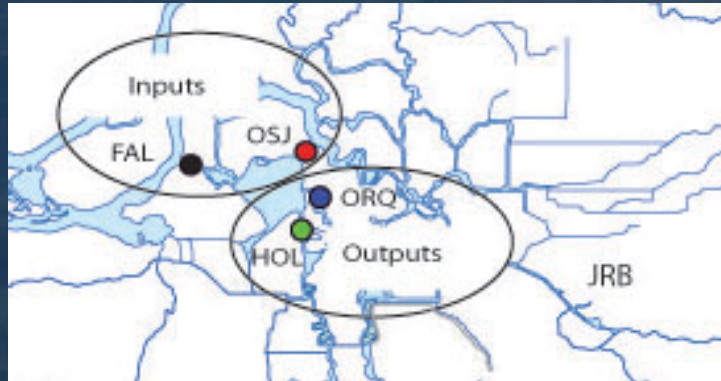 Inputs
OSJ
FAL
ORQ
HOL
Outputs
JRB